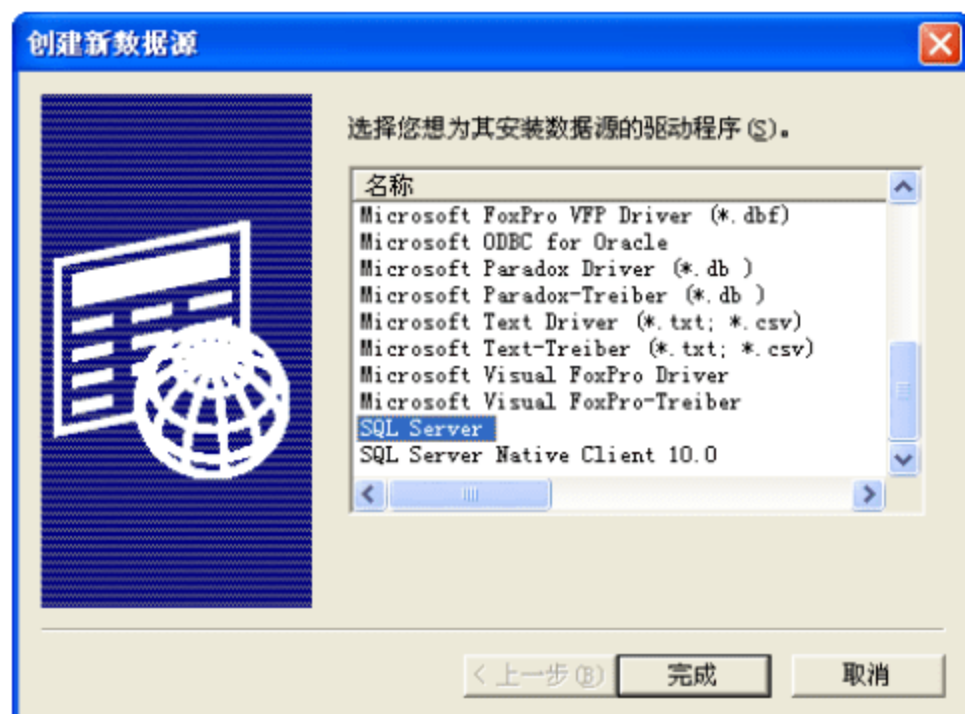 创建新数据源
选择您想为其安装数据源的驱动程序(S)。
名称
Microsoft FoxPro VFP Driver (*.dbf)
Microsoft ODBC for Oracle
Microsoft Paradox Driver (*.db )
Microsoft Paradox-Treiber (*.db )
Microsoft Text Driver (*.txt; *.csv)
Microsoft Text-Treiber (*.txt; *.csv)
Microsoft Visual FoxPro Driver
Microsoft Visual FoxPro-Treiber
SQL Server
SQL Server Native Client 10.0
< 上一步(B) 完成 取消